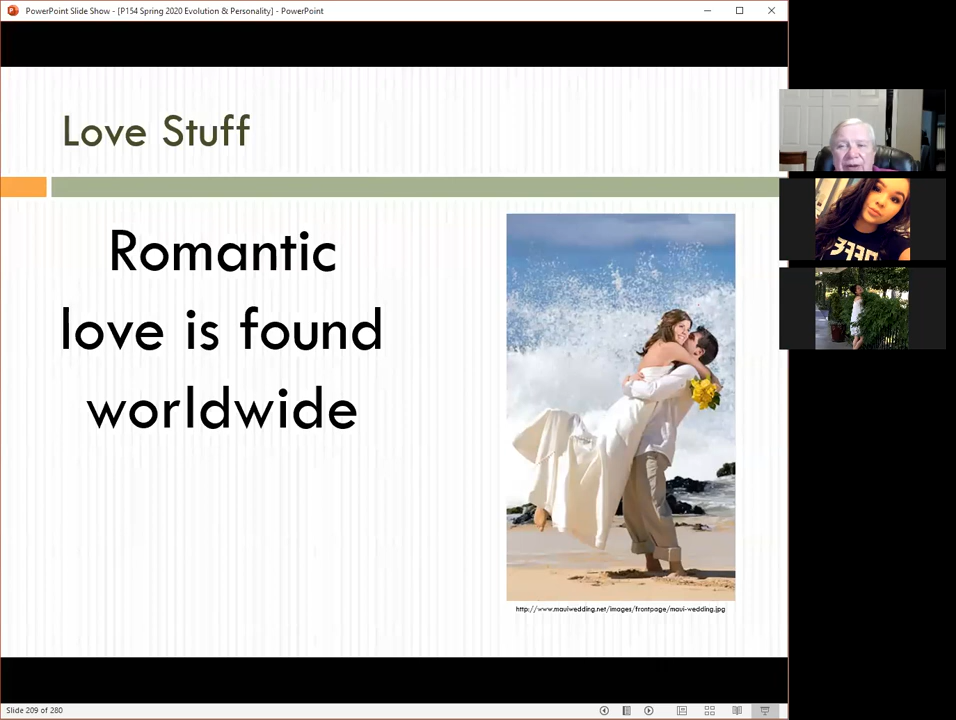 PowerPoint Slide Show - [P154 Spring 2020 Evolution & Personality] - PowerPoint
Love Stuff
Romantic
love is found
worldwide
http://www.mauiwedding.net/images/frontpage/maui-wedding.jpg
Slide 209 of 280